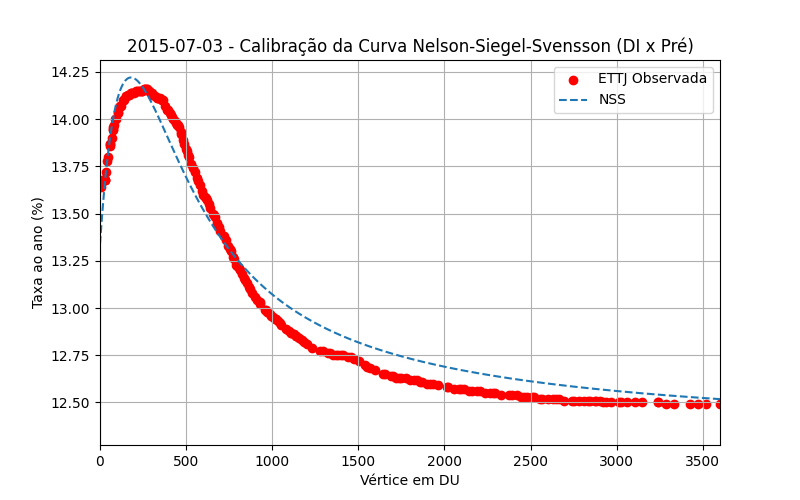 2015-07-03 - Calibração da Curva Nelson-Siegel-Svensson (DI x Pré)
ETTJ Observada
NSS
Taxa ao ano (%)
14.25
14.00
13.75
13.50
13.25
13.00
12.75
12.50
0 500 1000 1500 2000 2500 3000 3500
Vértice em DU